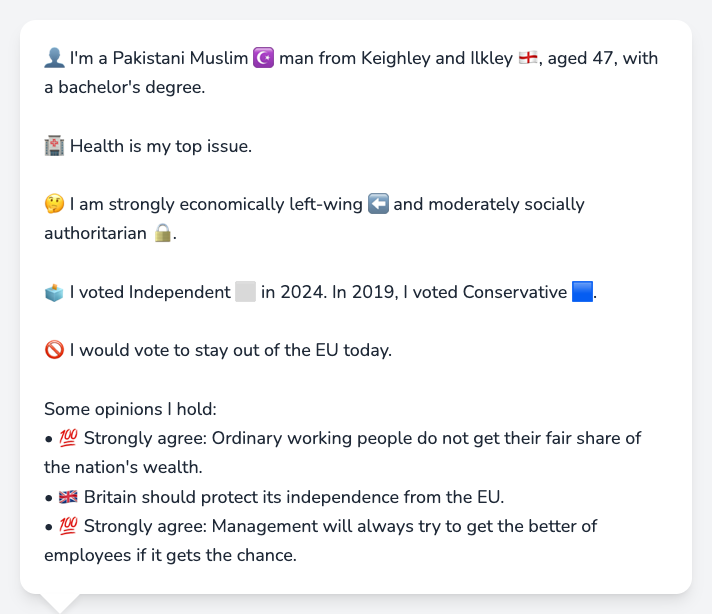 👤 I'm a Pakistani Muslim ☪️ man from Keighley and Ilkley 🏴󠁧󠁢󠁥󠁮󠁧󠁿, aged 47, with
a bachelor's degree.
🏥 Health is my top issue.
🤔 I am strongly economically left-wing ⬅️ and moderately socially
authoritarian 🔒.
🗳️ I voted Independent ⬜ in 2024. In 2019, I voted Conservative 🟦.
🚫 I would vote to stay out of the EU today.
Some opinions I hold:
• 💯 Strongly agree: Ordinary working people do not get their fair share of
the nation's wealth.
• 🇬🇧 Britain should protect its independence from the EU.
• 💯 Strongly agree: Management will always try to get the better of
employees if it gets the chance.